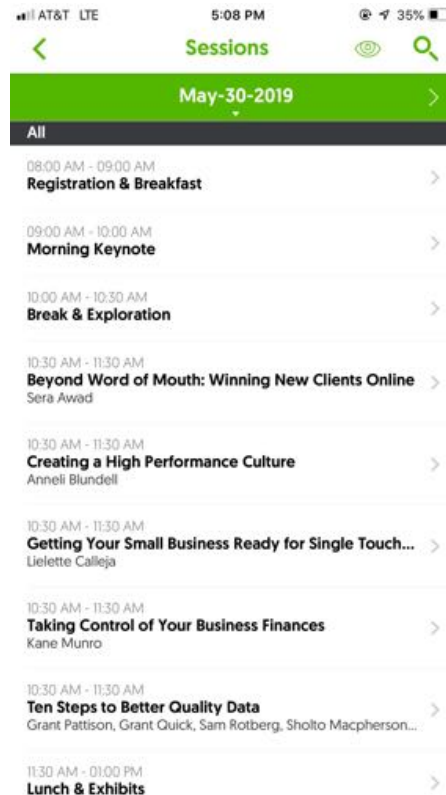 AT&T LTE 5:08 PM 35%
Sessions
May-30-2019
All
08:00 AM - 09:00 AM
Registration & Breakfast
09:00 AM - 10:00 AM
Morning Keynote
10:00 AM - 10:30 AM
Break & Exploration
10:30 AM - 11:30 AM
Beyond Word of Mouth: Winning New Clients Online
Sera Awad
10:30 AM - 11:30 AM
Creating a High Performance Culture
Anneli Blundell
10:30 AM - 11:30 AM
Getting Your Small Business Ready for Single Touch...
Lielette Calleja
10:30 AM - 11:30 AM
Taking Control of Your Business Finances
Kane Munro
10:30 AM - 11:30 AM
Ten Steps to Better Quality Data
Grant Pattison, Grant Quick, Sam Rotberg, Sholto Macpherson...
11:30 AM - 01:00 PM
Lunch & Exhibits